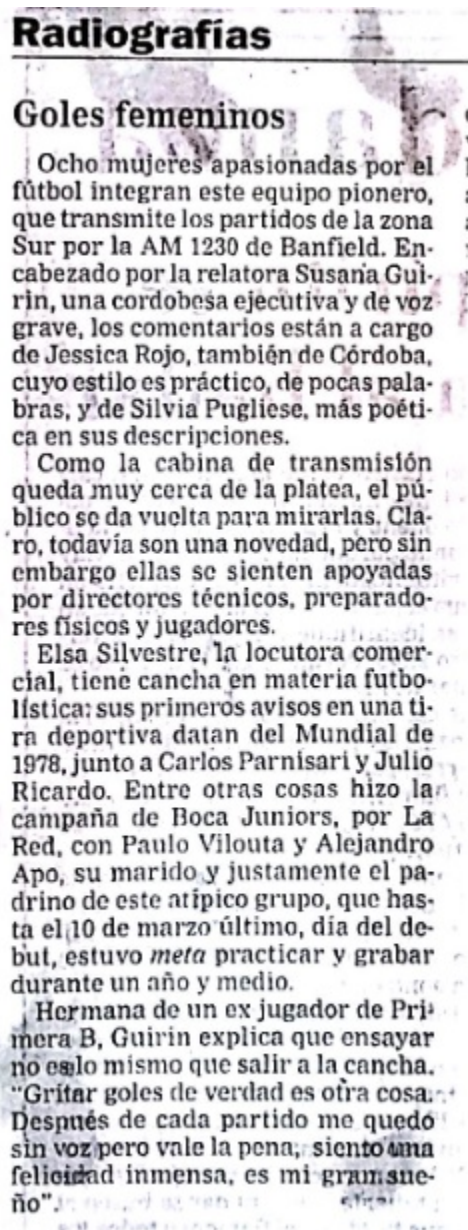 Radiografías
Goles femeninos
Ocho mujeres apasionadas por el
fútbol integran este equipo pionero,
que transmite los partidos de la zona
Sur por la AM 1230 de Banfield. En-
cabezado por la relatora Susana Gui-
rin, una cordobesa ejecutiva y de voz
grave, los comentarios están a cargo
de Jessica Rojo, también de Córdoba,
cuyo estilo es práctico, de pocas pala-
bras, y de Silvia Pugliese, más poéti-
ca en sus descripciones.
Como la cabina de transmisión
queda muy cerca de la platea, el pú-
blico se da vuelta para mirarlas. Cla-
ro, todavía son una novedad, pero sin
embargo ellas se sienten apoyadas
por directores técnicos, preparado-
res físicos y jugadores.
Elsa Silvestre, la locutora comer-
cial, tiene cancha en materia futbo-
lística: sus primeros avisos en una ti-
ra deportiva datan del Mundial de
1978, junto a Carlos Parnisari y Julio
Ricardo. Entre otras cosas hizo la
campaña de Boca Juniors, por La
Red, con Paulo Vilouta y Alejandro
Apo, su marido y justamente el pa-
drino de este atípico grupo, que has-
ta el 10 de marzo último, día del de-
but, estuvo meta practicar y grabar
durante un año y medio.
Hermana de un ex jugador de Pri-
mera B, Guirin explica que ensayar
no es lo mismo que salir a la cancha.
"Gritar goles de verdad es otra cosa.
Después de cada partido me quedo
sin voz pero vale la pena, siento una
felicidad inmensa, es mi gran sue-
ño".